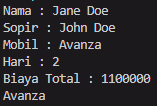 Nama : Jane Doe
Sopir : John Doe
Mobil : Avanza
Hari : 2
Biaya Total : 1100000
Avanza